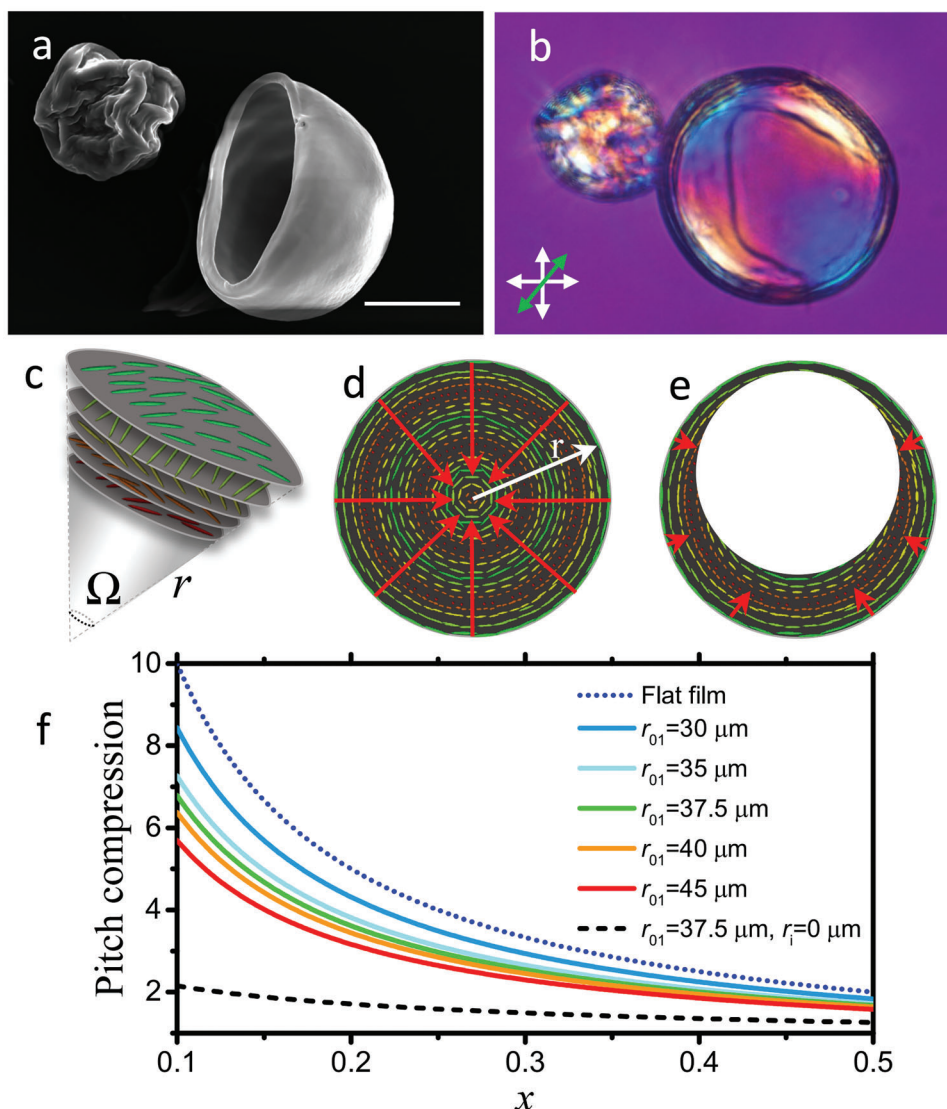 a
b
c
Ω
r
d
r
e
f
Pitch compression
10
8
6
4
2
0.1
0.2
0.3
0.4
0.5
x
Flat film
r01=30 μm
r01=35 μm
r01=37.5 μm
r01=40 μm
r01=45 μm
r01=37.5 μm, ri=0 μm